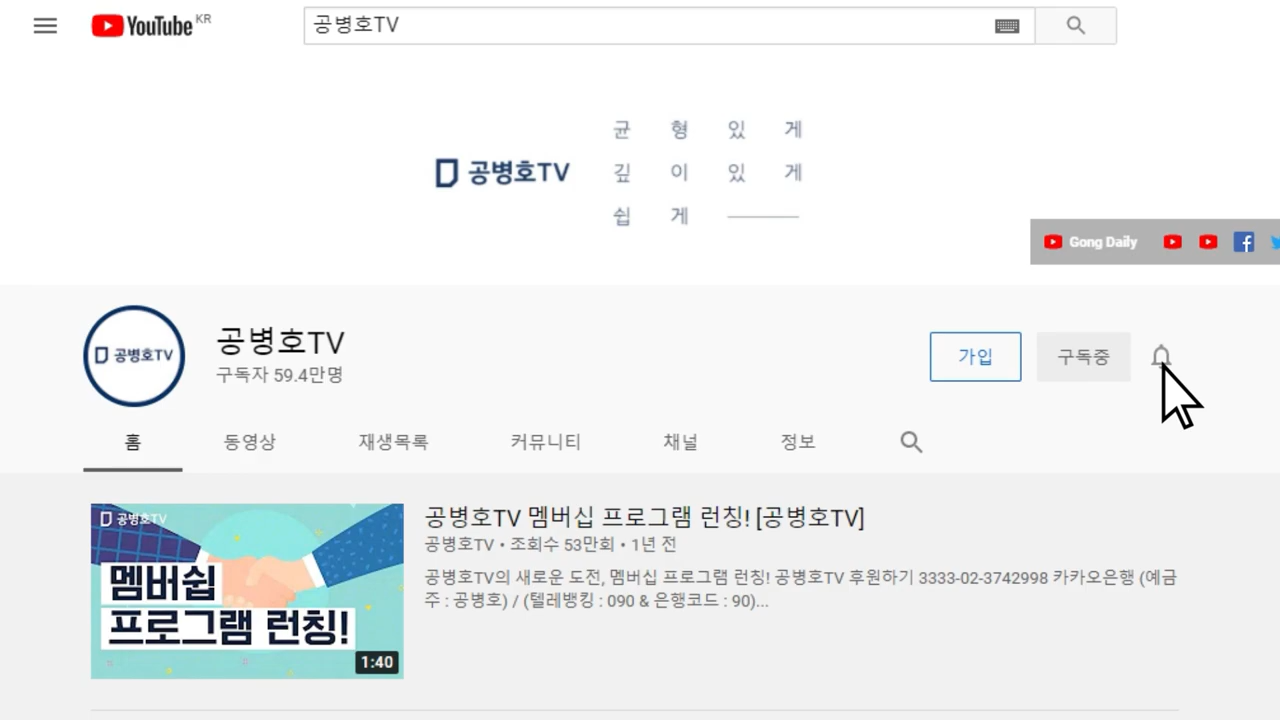 YouTube KR
공병호TV
균 형 있 게
공병호TV
깊 이 있 게
쉽 게
Gong Daily
공병호TV
공병호TV
구독자 59.4만명
가입
구독중
홈
동영상
재생목록
커뮤니티
채널
정보
공병호TV
멤버쉽
프로그램 런칭!
1:40
공병호TV 멤버십 프로그램 런칭! [공병호TV]
공병호TV • 조회수 53만회 • 1년 전
공병호TV의 새로운 도전, 멤버십 프로그램 런칭! 공병호TV 후원하기 3333-02-3742998 카카오은행 (예금
주 : 공병호) / (텔레뱅킹 : 090 & 은행코드 : 90)...